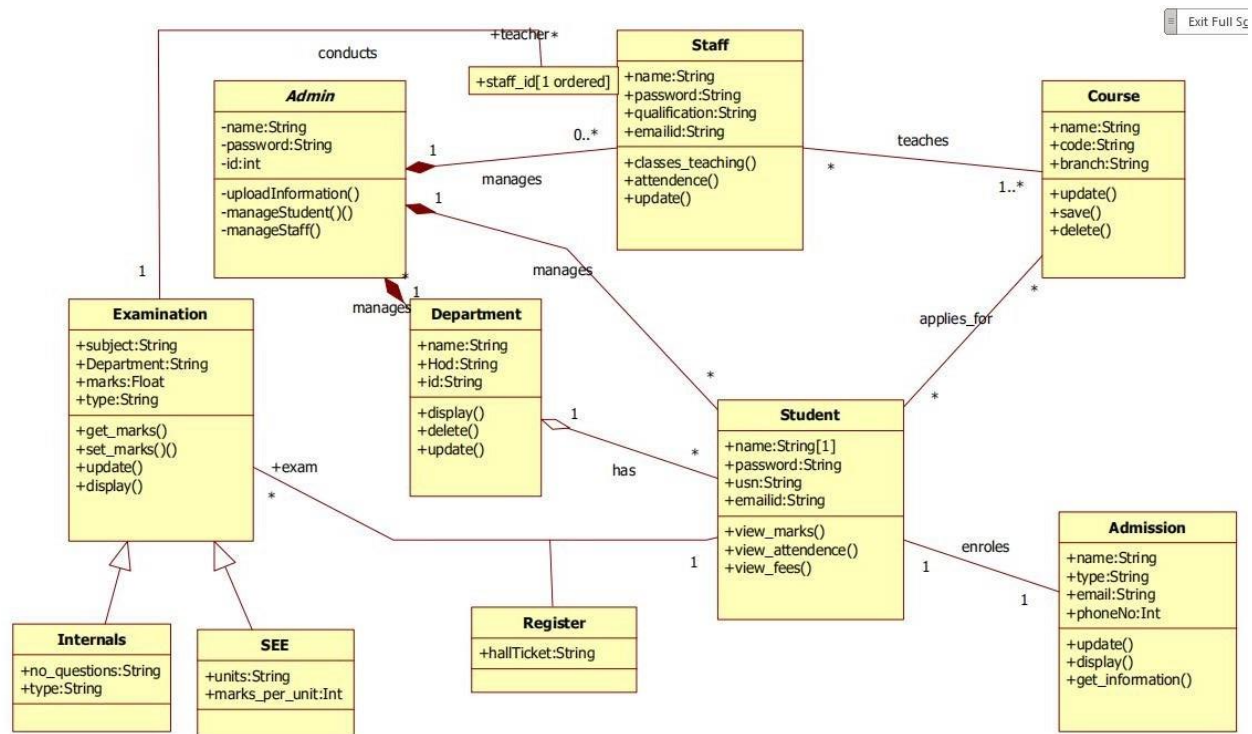 Exit Full Sc
conducts
+teacher *
+staff_id[1 ordered]
Staff
+name:String
+password:String
+qualification:String
+emailid:String
+classes_teaching()
+attendence()
+update()
Admin
-name:String
-password:String
-id:int
-uploadInformation()
-manageStudent()()
-manageStaff()
1
0..*
manages
1
manages
*
*
1
manages
teaches
*
1..*
Course
+name:String
+code:String
+branch:String
+update()
+save()
+delete()
applies_for
*
*
1
Examination
+subject:String
+Department:String
+marks:Float
+type:String
+get_marks()
+set_marks()()
+update()
+display()
Department
+name:String
+Hod:String
+id:String
+display()
+delete()
+update()
1
has
*
Student
+name:String[1]
+password:String
+usn:String
+emailid:String
+view_marks()
+view_attendence()
+view_fees()
+exam
*
1
enroles
1
1
Admission
+name:String
+type:String
+email:String
+phoneNo:Int
+update()
+display()
+get_information()
Internals
+no_questions:String
+type:String
SEE
+units:String
+marks_per_unit:Int
Register
+hallTicket:String